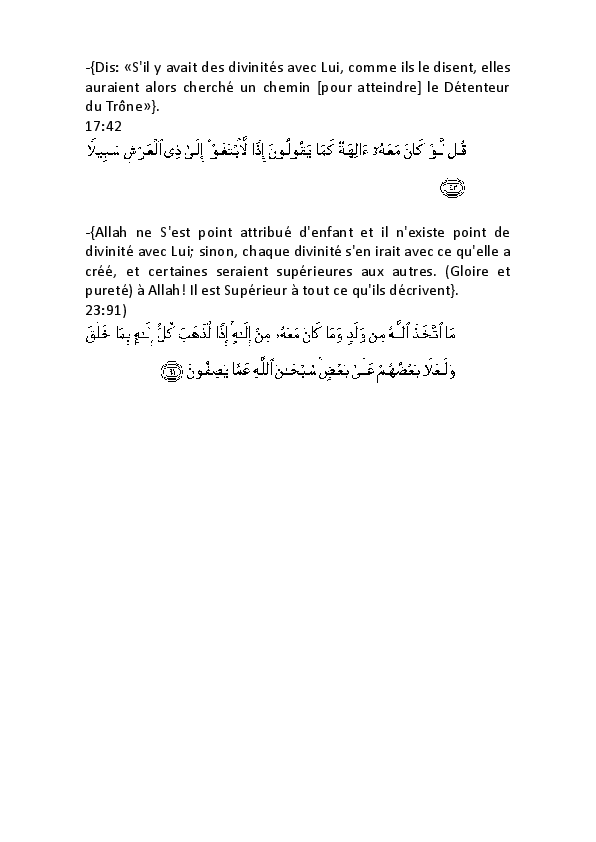 -{Dis: «S'il y avait des divinités avec Lui, comme ils le disent, elles
auraient alors cherché un chemin [pour atteindre] le Détenteur
du Trône»}.
17:42
قُل لَّوْ كَانَ مَعَهُۥٓ ءَالِهَةٌ كَمَا يَقُولُونَ إِذًا لَّٱبْتَغَوْا۟ إِلَىٰ ذِى ٱلْعَرْشِ سَبِيلًا
-{Allah ne S'est point attribué d'enfant et il n'existe point de
divinité avec Lui; sinon, chaque divinité s'en irait avec ce qu'elle a
créé, et certaines seraient supérieures aux autres. (Gloire et
pureté) à Allah! Il est Supérieur à tout ce qu'ils décrivent}.
23:91)
مَا ٱتَّخَذَ ٱللَّهُ مِن وَلَدٍ وَمَا كَانَ مَعَهُۥ مِنْ إِلَـٰهٍ ۚ إِذًا لَّذَهَبَ كُلُّ إِلَـٰهٍۭ بِمَا خَلَقَ
وَلَعَلَا بَعْضُهُمْ عَلَىٰ بَعْضٍ ۚ سُبْحَـٰنَ ٱللَّهِ عَمَّا يَصِفُونَ ٩١